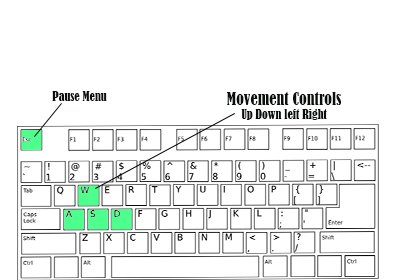 Pause Menu
Movement Controls
Up Down left Right
Esc F1 F2 F3 F4 F5 F6 F7 F8 F9 F10 F11 F12
~ ! @ # $ % ^ & * ( ) _ + | <--
` 1 2 3 4 5 6 7 8 9 0 - = \
Tab Q W E R T Y U I O P { }
[ ]
Caps Lock A S D F G H J K L : "
; ' Enter
Shift Z X C V B N M < > ? Shift
, . /
Ctrl Alt Alt Ctrl